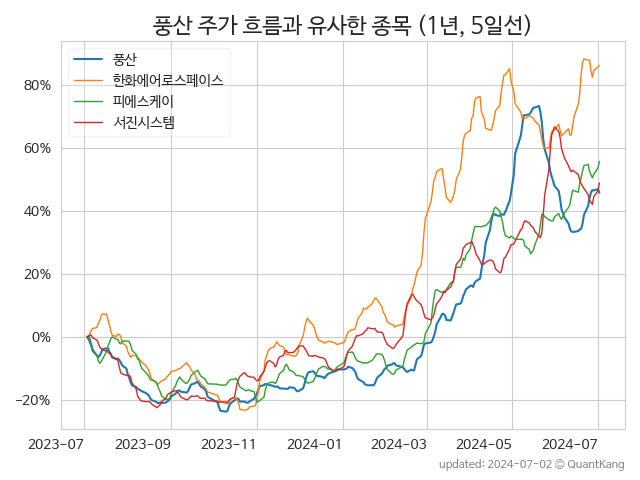 풍산 주가 흐름과 유사한 종목 (1년, 5일선)
풍산
한화에어로스페이스
피에스케이
서진시스템
80%
60%
40%
20%
0%
−20%
2023-07 2023-09 2023-11 2024-01 2024-03 2024-05 2024-07
updated: 2024-07-02 © QuantKang